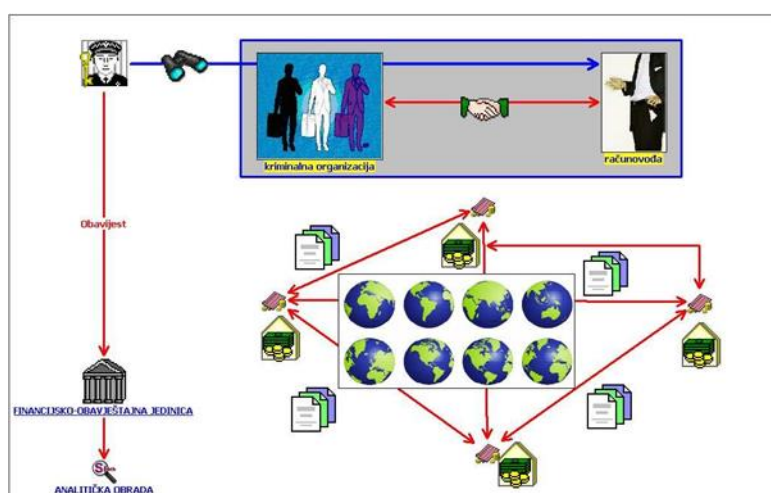 kriminalna organizacija
računovođa
Obavijest
FINANCIJSKO-OBAVJEŠTAJNA JEDINICA
ANALITIČKA OBRADA